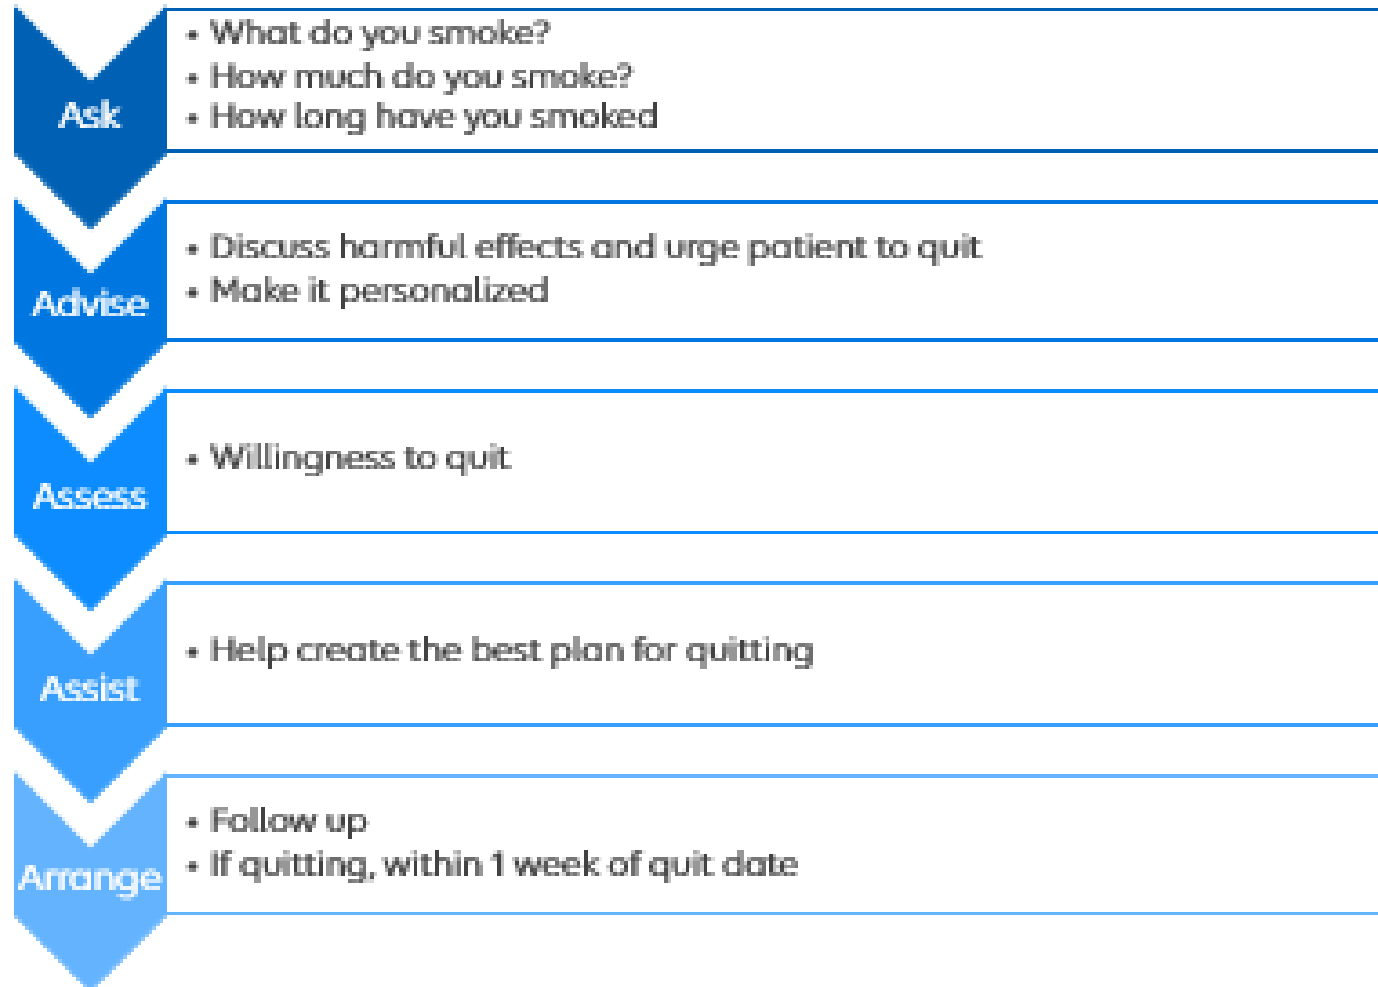 Ask
• What do you smoke?
• How much do you smoke?
• How long have you smoked
Advise
• Discuss harmful effects and urge patient to quit
• Make it personalized
Assess
• Willingness to quit
Assist
• Help create the best plan for quitting
Arrange
• Follow up
• If quitting, within 1 week of quit date